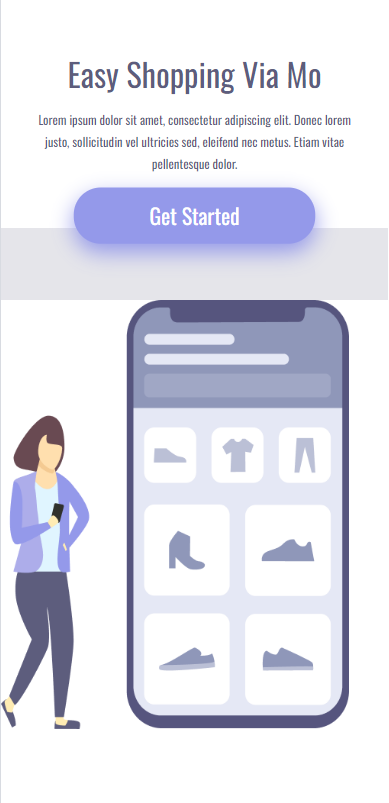 Easy Shopping Via Mo
Lorem ipsum dolor sit amet, consectetur adipiscing elit. Donec lorem
justo, sollicitudin vel ultricies sed, eleifend nec metus. Etiam vitae
pellentesque dolor.
Get Started